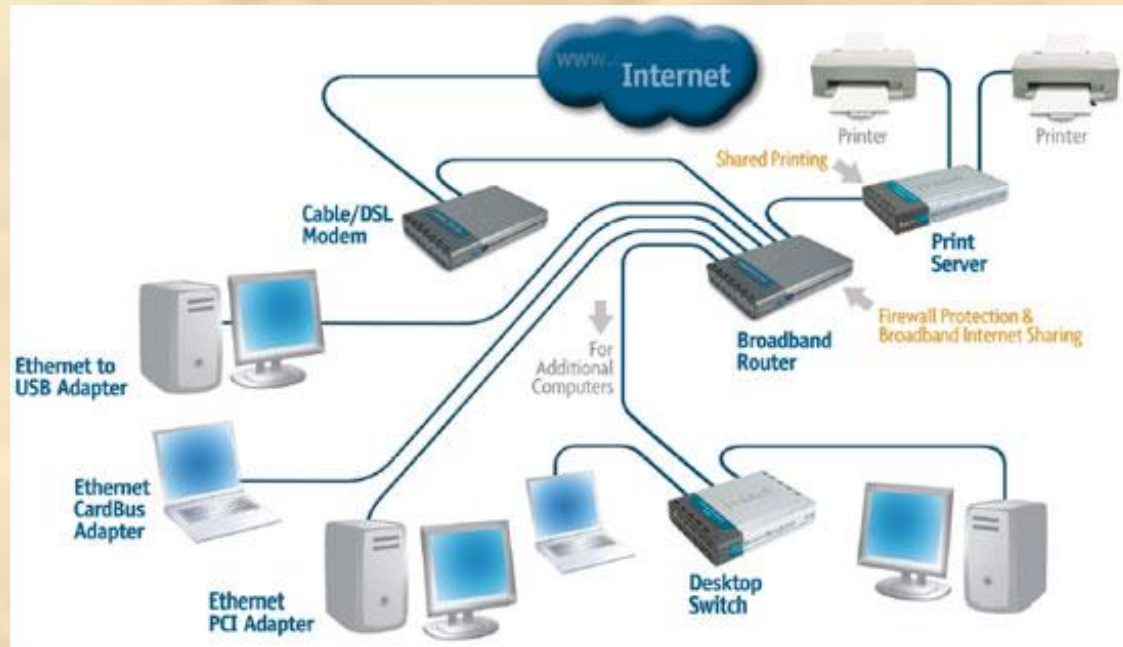 www.
Internet
Printer
Printer
Shared Printing
Cable/DSL
Modem
Print
Server
Firewall Protection &
Broadband Internet Sharing
Broadband
Router
For
Additional
Computers
Ethernet to
USB Adapter
Ethernet
CardBus
Adapter
Ethernet
PCI Adapter
Desktop
Switch